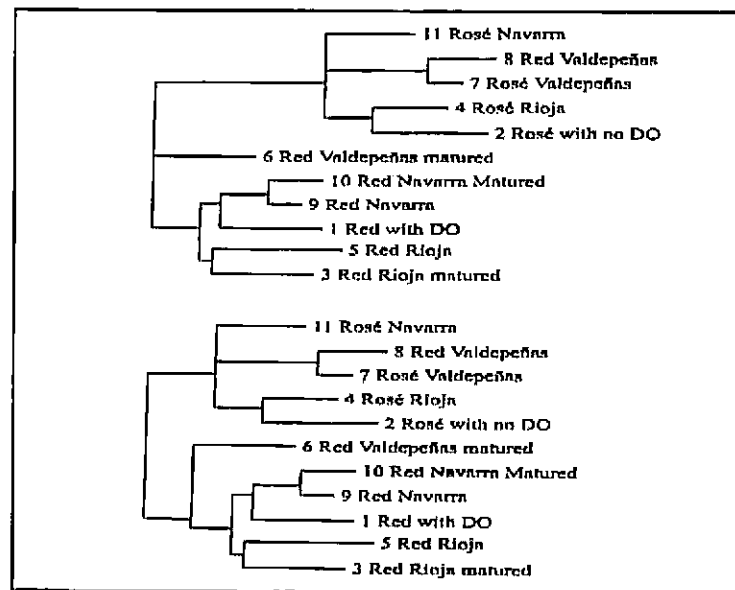 11 Rosé Navarra
8 Red Valdepeñas
7 Rosé Valdepeñas
4 Rosé Rioja
2 Rosé with no DO
6 Red Valdepeñas matured
10 Red Navarra Matured
9 Red Navarra
1 Red with DO
5 Red Rioja
3 Red Rioja matured
11 Rosé Navarra
8 Red Valdepeñas
7 Rosé Valdepeñas
4 Rosé Rioja
2 Rosé with no DO
6 Red Valdepeñas matured
10 Red Navarra Matured
9 Red Navarra
1 Red with DO
5 Red Rioja
3 Red Rioja matured